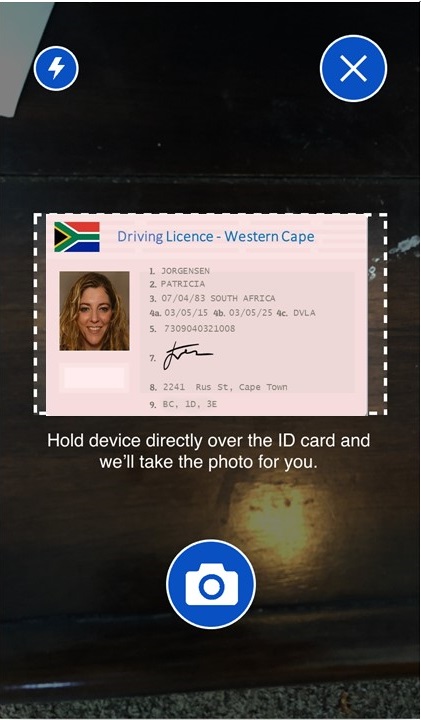 Driving Licence - Western Cape
1. JORGENSEN
2. PATRICIA
3. 07/04/83 SOUTH AFRICA
4a. 03/05/15 4b. 03/05/25 4c. DVLA
5. 7309040321008
7.
8. 2241 Rus St, Cape Town
9. BC, 1D, 3E
Hold device directly over the ID card and
we'll take the photo for you.